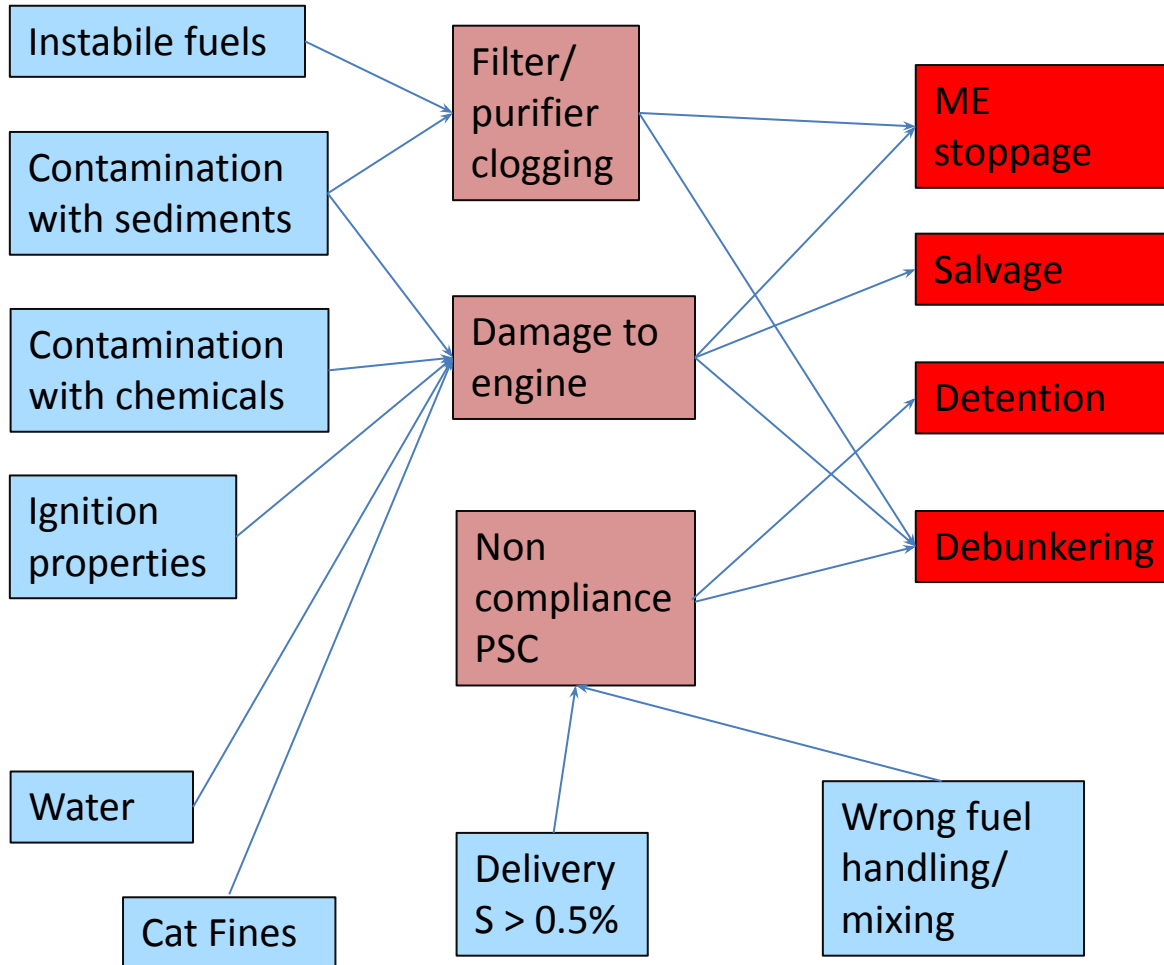 Instabile fuels
Contamination
with sediments
Contamination
with chemicals
Ignition
properties
Water
Cat Fines
Filter/
purifier
clogging
Damage to
engine
Non
compliance
PSC
Delivery
S > 0.5%
Wrong fuel
handling/
mixing
ME
stoppage
Salvage
Detention
Debunkering